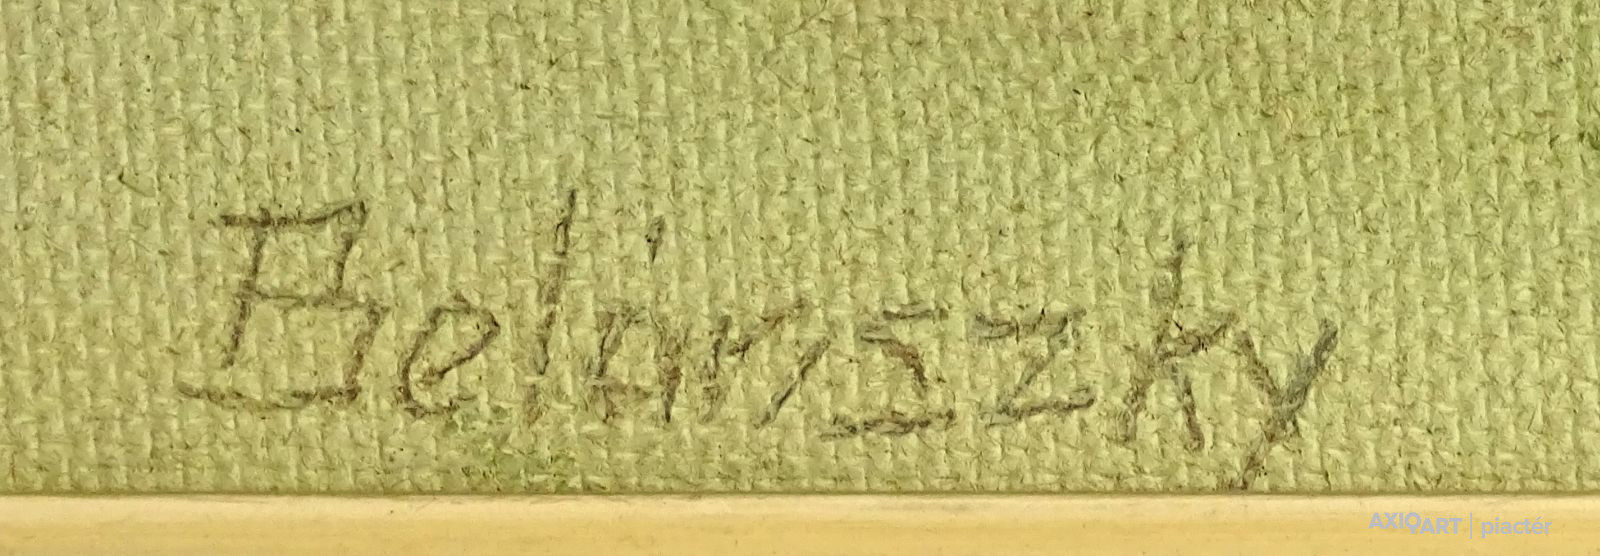 Belánszky
AXIOART | piactér